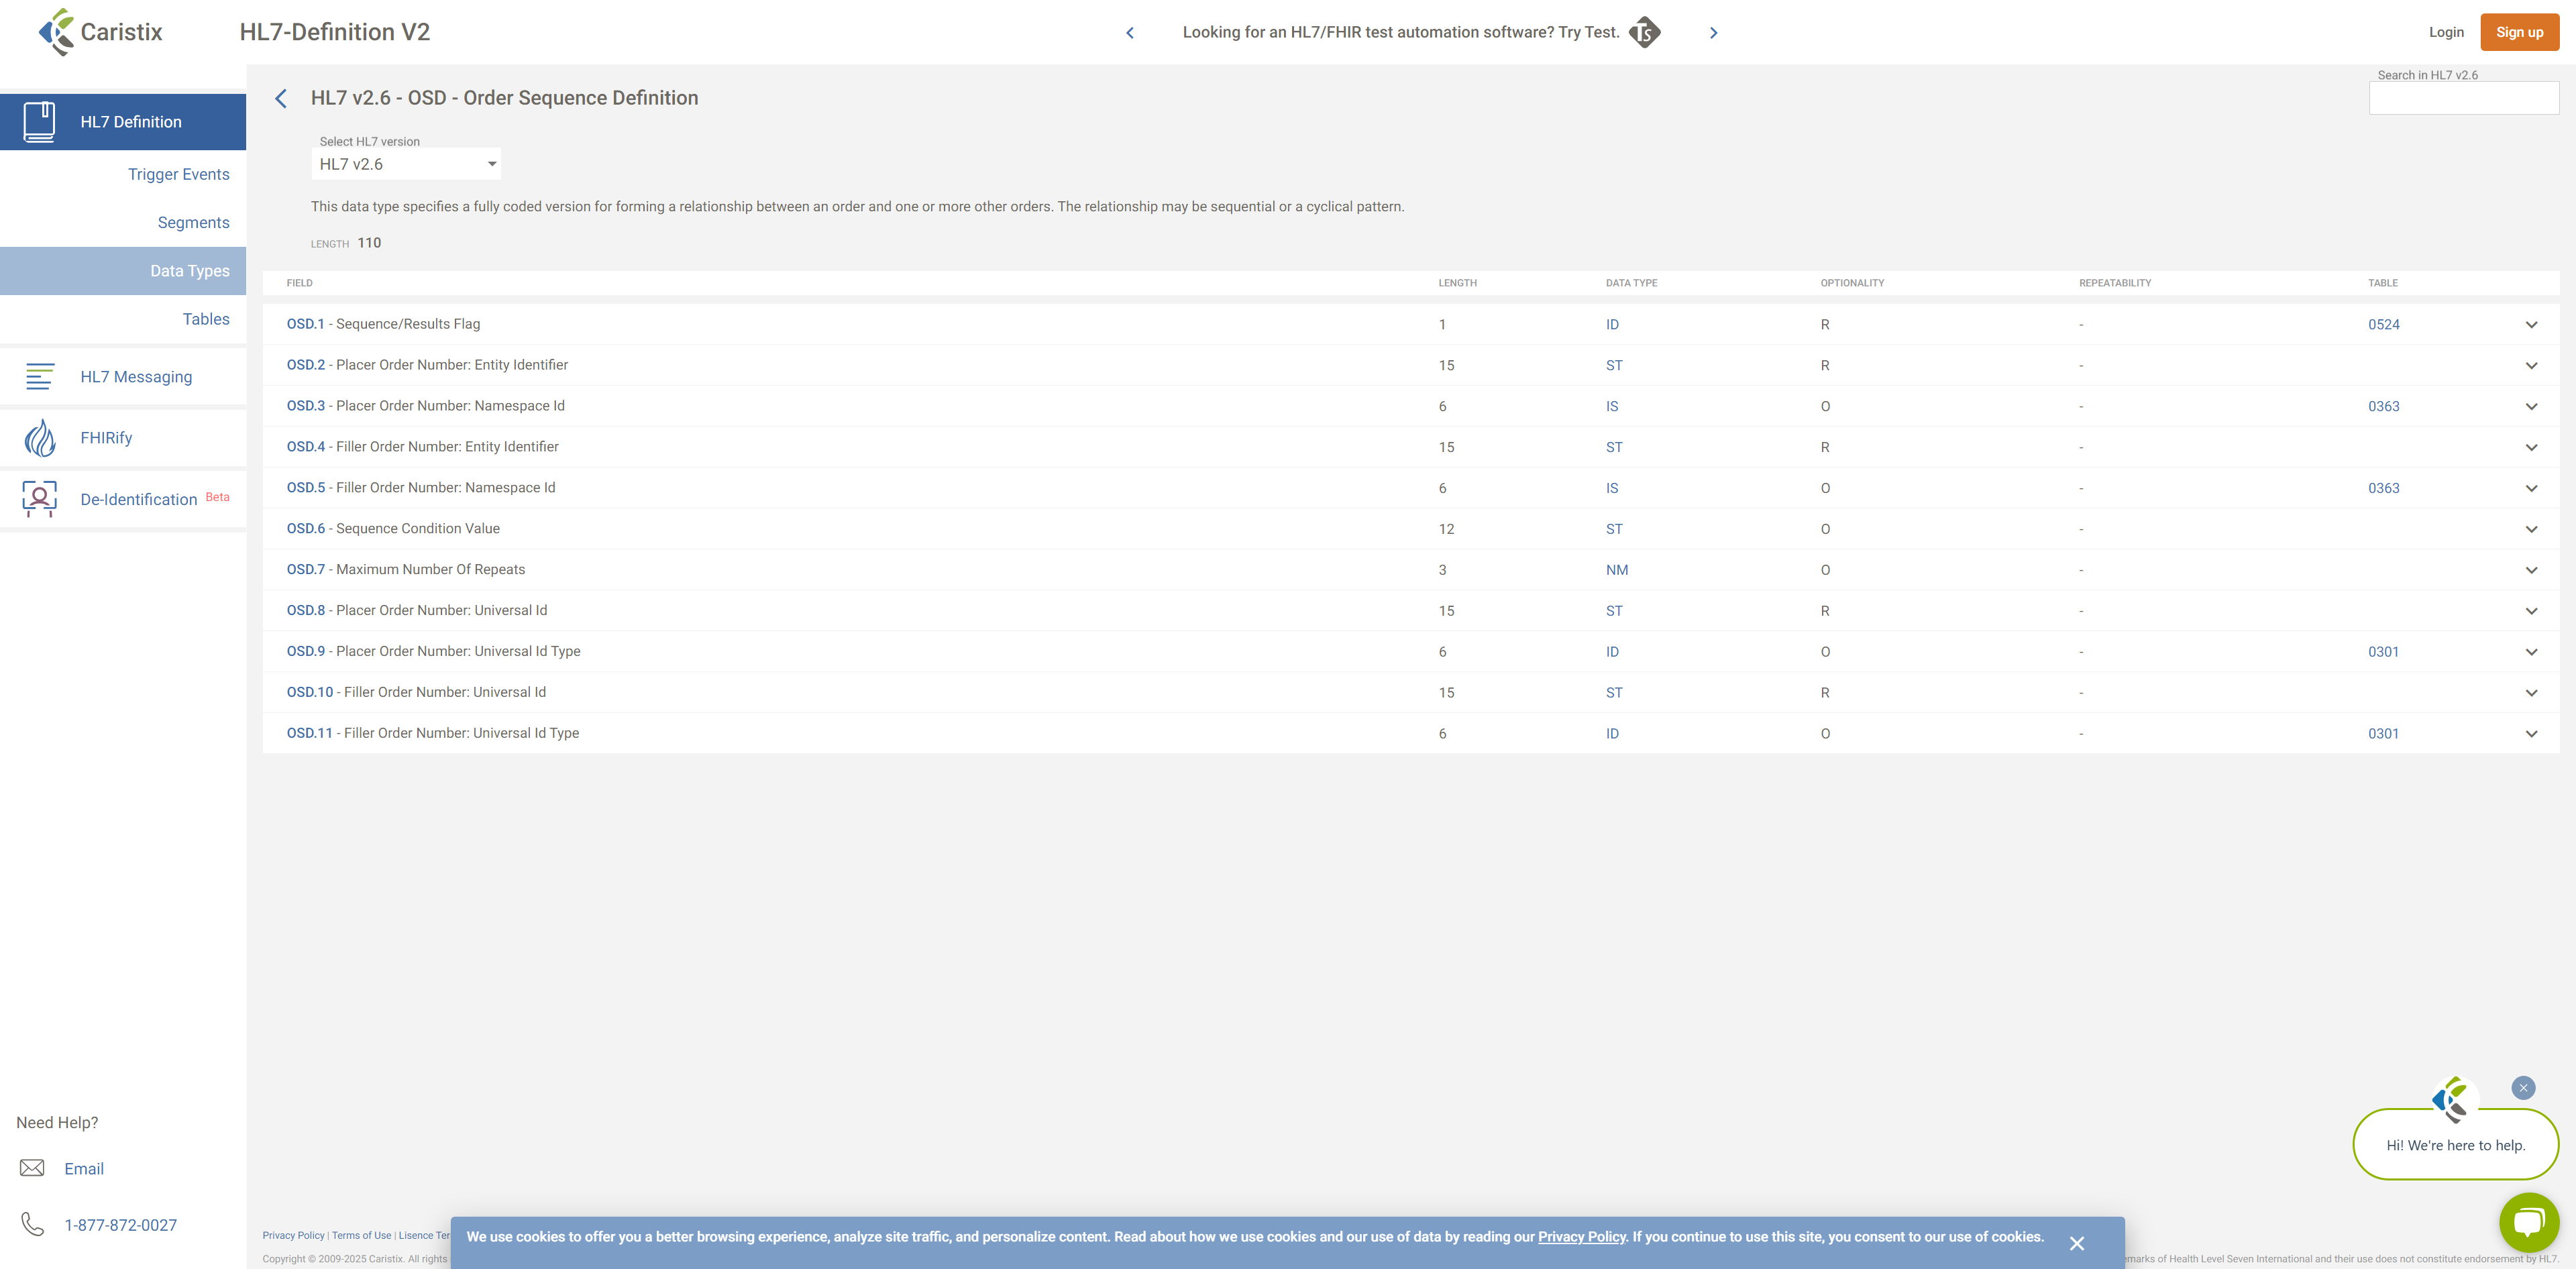 Caristix
HL7-Definition V2
Looking for an HL7/FHIR test automation software? Try Test.
Ts
Login
Sign up
HL7 Definition
Trigger Events
Segments
Data Types
Tables
HL7 Messaging
FHIRify
De-Identification Beta
Need Help?
Email
1-877-872-0027
HL7 v2.6 - OSD - Order Sequence Definition
Search in HL7 v2.6
Select HL7 version
HL7 v2.6
This data type specifies a fully coded version for forming a relationship between an order and one or more other orders. The relationship may be sequential or a cyclical pattern.
LENGTH 110
FIELD LENGTH DATA TYPE OPTIONALITY REPEATABILITY TABLE
OSD.1 - Sequence/Results Flag 1 ID R - 0524
OSD.2 - Placer Order Number: Entity Identifier 15 ST R -
OSD.3 - Placer Order Number: Namespace Id 6 IS O - 0363
OSD.4 - Filler Order Number: Entity Identifier 15 ST R -
OSD.5 - Filler Order Number: Namespace Id 6 IS O - 0363
OSD.6 - Sequence Condition Value 12 ST O -
OSD.7 - Maximum Number Of Repeats 3 NM O -
OSD.8 - Placer Order Number: Universal Id 15 ST R -
OSD.9 - Placer Order Number: Universal Id Type 6 ID O - 0301
OSD.10 - Filler Order Number: Universal Id 15 ST R -
OSD.11 - Filler Order Number: Universal Id Type 6 ID O - 0301
Hi! We're here to help.
Privacy Policy | Terms of Use | Lisence Ter
We use cookies to offer you a better browsing experience, analyze site traffic, and personalize content. Read about how we use cookies and our use of data by reading our Privacy Policy. If you continue to use this site, you consent to our use of cookies.
Copyright © 2009-2025 Caristix. All rights
emarks of Health Level Seven International and their use does not constitute endorsement by HL7.